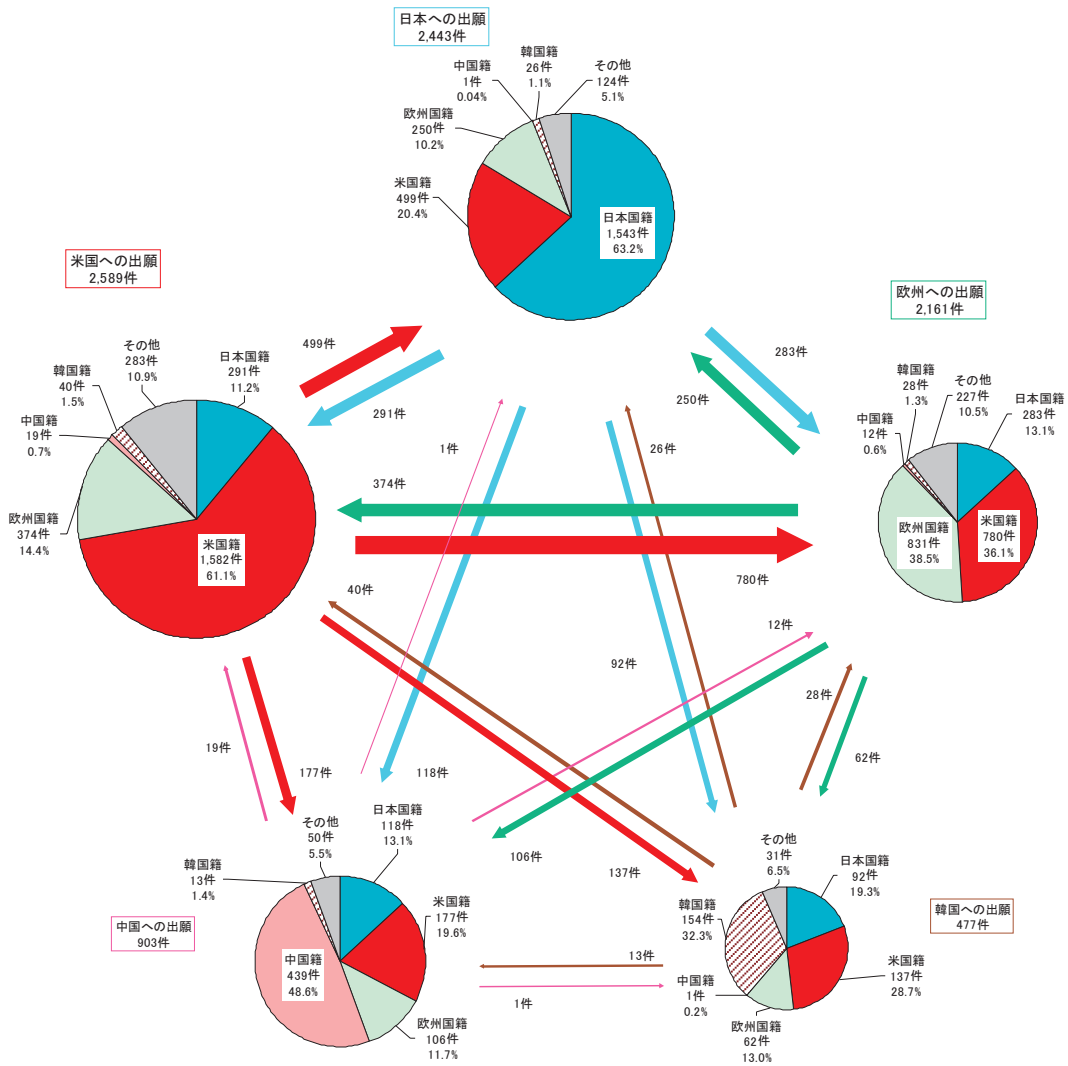 日本への出願
2,443件
韓国籍
26件
1.1%
その他
124件
5.1%
中国籍
1件
0.04%
欧州国籍
250件
10.2%
米国籍
499件
20.4%
日本国籍
1,543件
63.2%
米国への出願
2,589件
欧州への出願
2,161件
その他
283件
10.9%
日本国籍
291件
11.2%
韓国籍
40件
1.5%
中国籍
19件
0.7%
欧州国籍
374件
14.4%
米国籍
1,582件
61.1%
韓国籍
28件
1.3%
その他
227件
10.5%
日本国籍
283件
13.1%
中国籍
12件
0.6%
欧州国籍
831件
38.5%
米国籍
780件
36.1%
499件
291件
283件
250件
1件
26件
374件
780件
40件
12件
92件
28件
19件
177件
118件
62件
106件
137件
13件
1件
中国への出願
903件
その他
50件
5.5%
日本国籍
118件
13.1%
韓国籍
13件
1.4%
米国籍
177件
19.6%
中国籍
439件
48.6%
欧州国籍
106件
11.7%
韓国への出願
477件
その他
31件
6.5%
日本国籍
92件
19.3%
韓国籍
154件
32.3%
米国籍
137件
28.7%
中国籍
1件
0.2%
欧州国籍
62件
13.0%